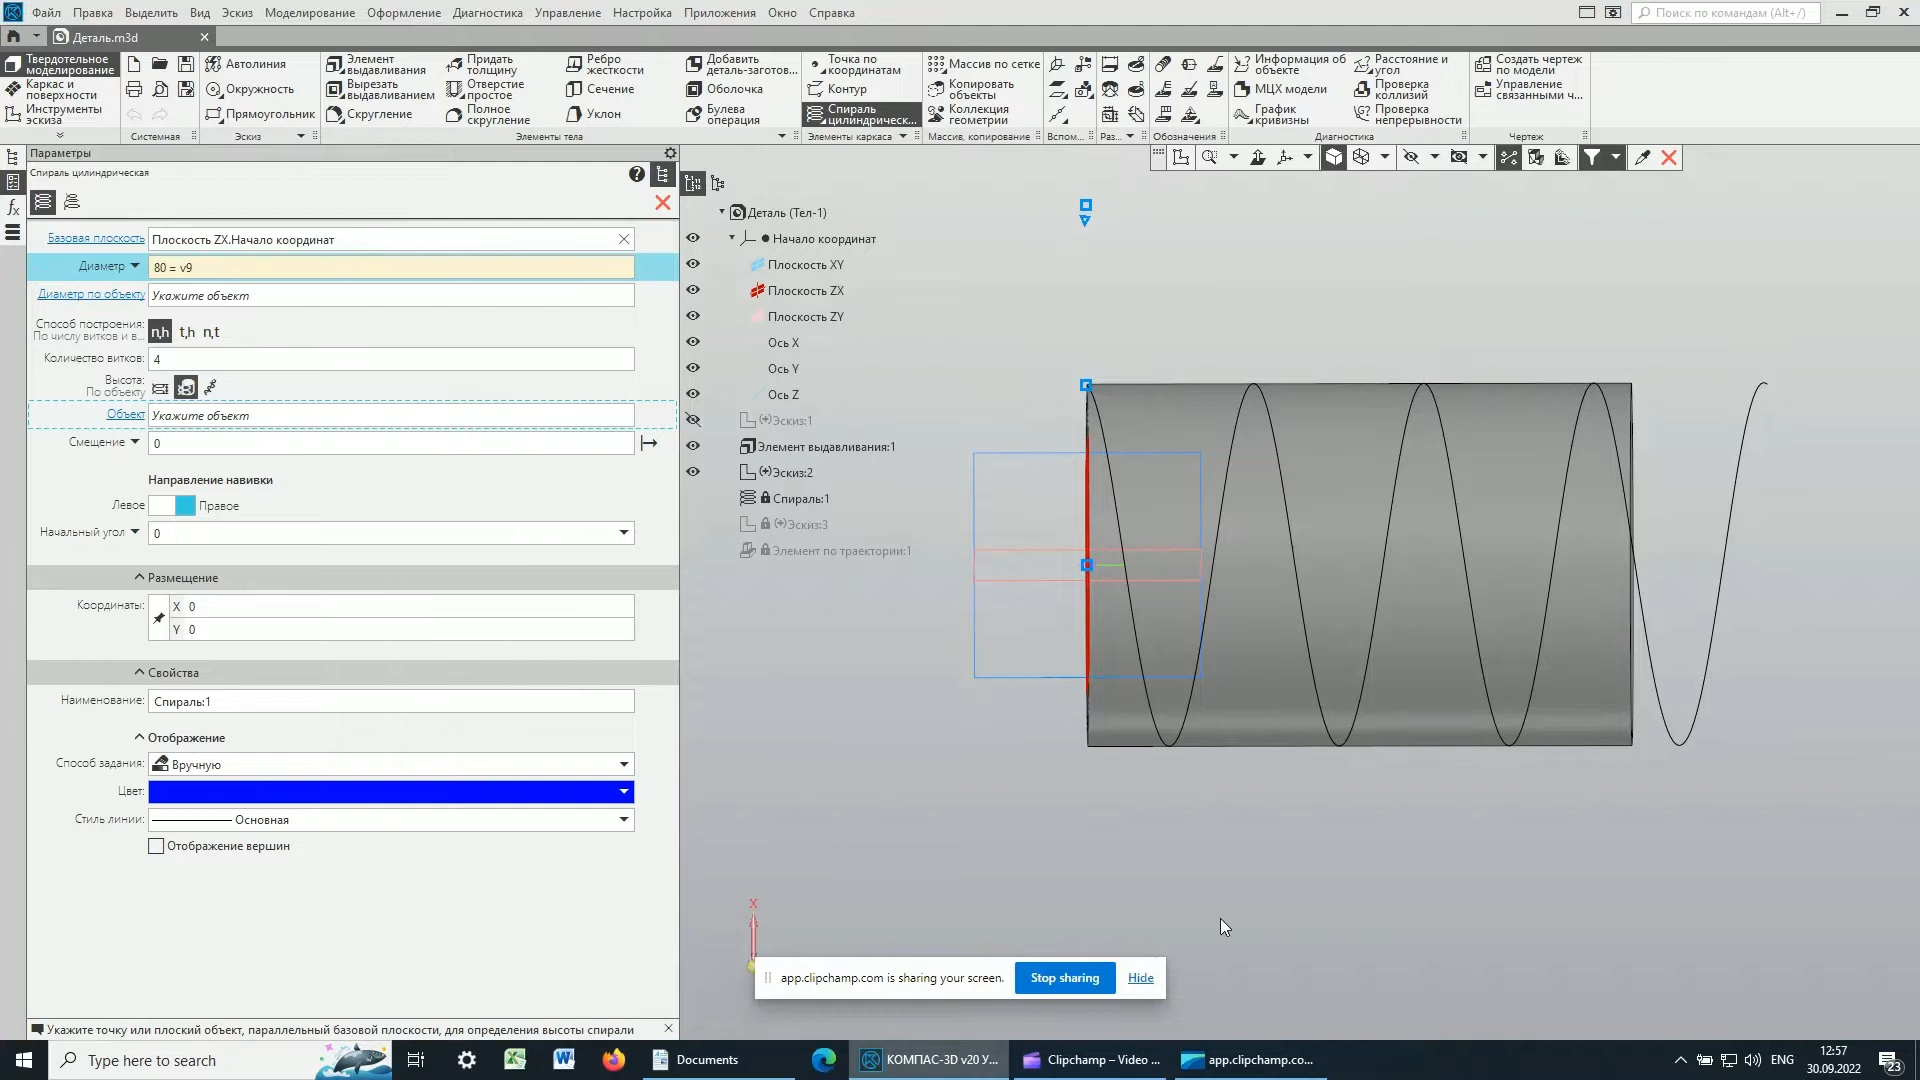 Файл Правка Выделить Вид Эскиз Моделирование Оформление Диагностика Управление Настройка Приложения Окно Справка
Поиск по командам (Alt+/)
Деталь.m3d
Твердотельное моделирование
Каркас и поверхности
Инструменты эскиза
Системная
Автолиния
Окружность
Прямоугольник
Эскиз
Элемент выдавливания
Вырезать выдавливанием
Скругление
Придать толщину
Отверстие простое
Полное скругление
Ребро жесткости
Сечение
Уклон
Добавить деталь-заготов...
Оболочка
Булева операция
Элементы тела
Точка по координатам
Контур
Спираль цилиндрическ...
Элементы каркаса
Массив по сетке
Копировать объекты
Коллекция геометрии
Массив, копирование
Вспом...
Раз...
Обозначения
Информация об объекте
МЦХ модели
График кривизны
Расстояние и угол
Проверка коллизий
Проверка непрерывности
Диагностика
Создать чертеж по модели
Управление связанными ч...
Чертеж
Параметры
Спираль цилиндрическая
Базовая плоскость Плоскость ZX.Начало координат
Диаметр 80 = v9
Диаметр по объекту Укажите объект
Способ построения: n,h t,h n,t
По числу витков и в...
Количество витков: 4
Высота:
По объекту
Объект Укажите объект
Смещение 0
Направление навивки
Левое Правое
Начальный угол 0
Размещение
Координаты: X 0
Y 0
Свойства
Наименование: Спираль:1
Отображение
Способ задания: Вручную
Цвет:
Стиль линии: Основная
Отображение вершин
Укажите точку или плоский объект, параллельный базовой плоскости, для определения высоты спирали
Деталь (Тел-1)
Начало координат
Плоскость XY
Плоскость ZX
Плоскость ZY
Ось X
Ось Y
Ось Z
(+)Эскиз:1
Элемент выдавливания:1
(+)Эскиз:2
Спираль:1
(+)Эскиз:3
Элемент по траектории:1
X
app.clipchamp.com is sharing your screen. Stop sharing Hide
Type here to search
Documents
КОМПАС-3D v20 У...
Clipchamp – Video ...
app.clipchamp.co...
ENG
12:57
30.09.2022
23